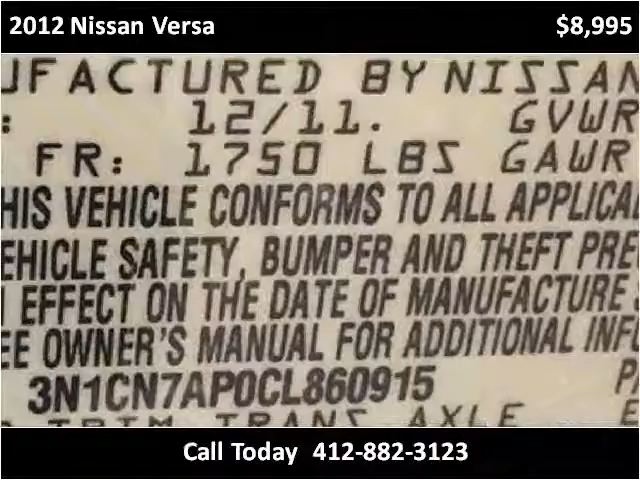 2012 Nissan Versa $8,995
UFACTURED BY NISSAN
: 12/11. GVWR
FR: 1750 LBS GAWR
HIS VEHICLE CONFORMS TO ALL APPLICA
EHICLE SAFETY, BUMPER AND THEFT PRE
EFFECT ON THE DATE OF MANUFACTURE
EE OWNER'S MANUAL FOR ADDITIONAL INFO
3N1CN7AP0CL860915 P
TRIM TRANS AXLE E
Call Today 412-882-3123